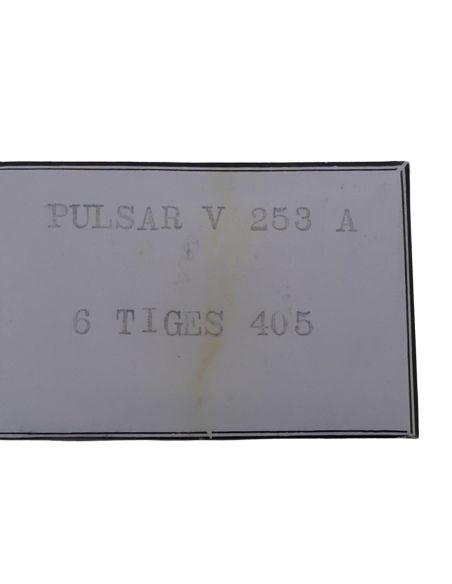 PULSAR V 253 A
6 TIGES 405